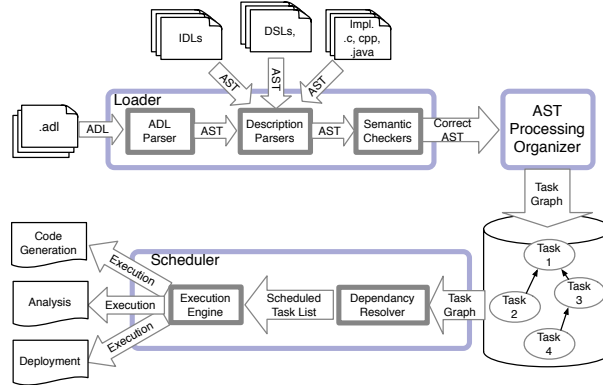 IDLs
DSLs,
Impl.
.c, cpp,
.java
AST
AST
AST
Loader
.adl
ADL
ADL
Parser
AST
Description
Parsers
AST
Semantic
Checkers
Correct
AST
AST
Processing
Organizer
Task
Graph
Code
Generation
Analysis
Deployment
Execution
Execution
Execution
Scheduler
Execution
Engine
Scheduled
Task List
Dependancy
Resolver
Task
Graph
Task
1
Task
2
Task
3
Task
4